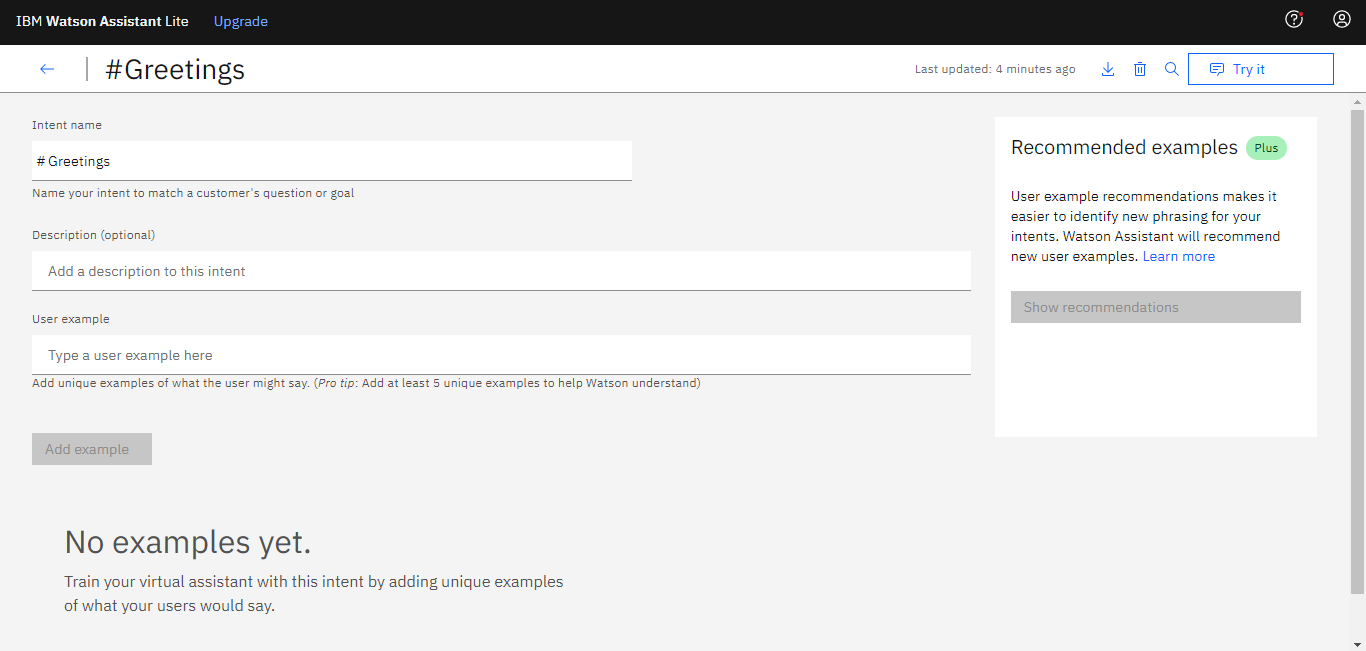 IBM Watson Assistant Lite Upgrade
#Greetings
Last updated: 4 minutes ago
Try it
Intent name
# Greetings
Name your intent to match a customer's question or goal
Description (optional)
Add a description to this intent
User example
Type a user example here
Add unique examples of what the user might say. (Pro tip: Add at least 5 unique examples to help Watson understand)
Add example
No examples yet.
Train your virtual assistant with this intent by adding unique examples
of what your users would say.
Recommended examples Plus
User example recommendations makes it
easier to identify new phrasing for your
intents. Watson Assistant will recommend
new user examples. Learn more
Show recommendations